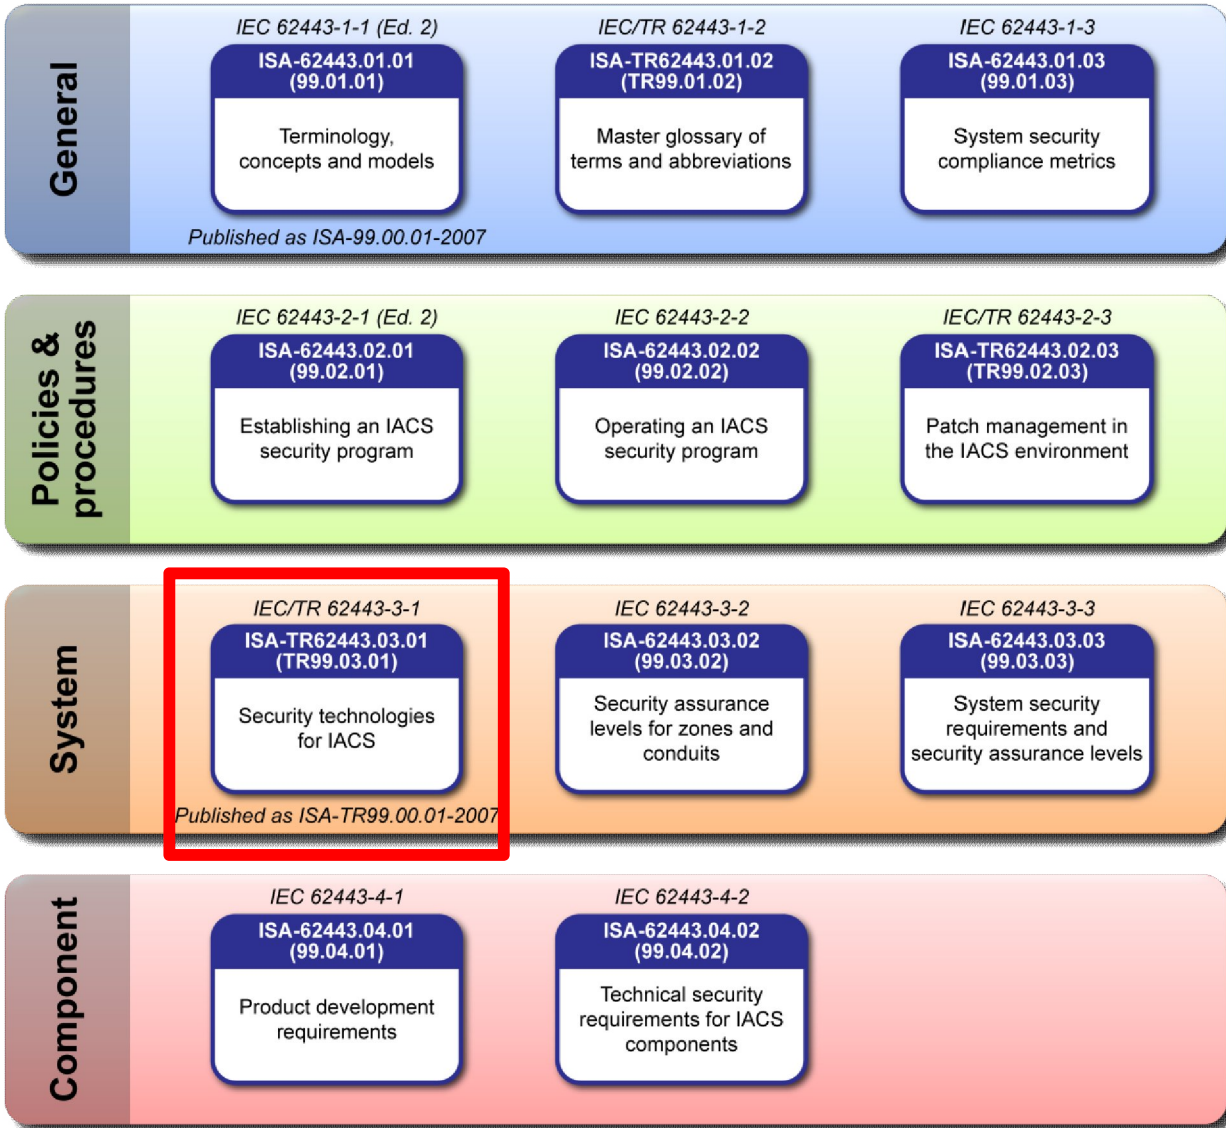 General
IEC 62443-1-1 (Ed. 2)
ISA-62443.01.01
(99.01.01)
Terminology,
concepts and models
Published as ISA-99.00.01-2007
IEC/TR 62443-1-2
ISA-TR62443.01.02
(TR99.01.02)
Master glossary of
terms and abbreviations
IEC 62443-1-3
ISA-62443.01.03
(99.01.03)
System security
compliance metrics
Policies &
procedures
IEC 62443-2-1 (Ed. 2)
ISA-62443.02.01
(99.02.01)
Establishing an IACS
security program
IEC 62443-2-2
ISA-62443.02.02
(99.02.02)
Operating an IACS
security program
IEC/TR 62443-2-3
ISA-TR62443.02.03
(TR99.02.03)
Patch management in
the IACS environment
System
IEC/TR 62443-3-1
ISA-TR62443.03.01
(TR99.03.01)
Security technologies
for IACS
Published as ISA-TR99.00.01-2007
IEC 62443-3-2
ISA-62443.03.02
(99.03.02)
Security assurance
levels for zones and
conduits
IEC 62443-3-3
ISA-62443.03.03
(99.03.03)
System security
requirements and
security assurance levels
Component
IEC 62443-4-1
ISA-62443.04.01
(99.04.01)
Product development
requirements
IEC 62443-4-2
ISA-62443.04.02
(99.04.02)
Technical security
requirements for IACS
components